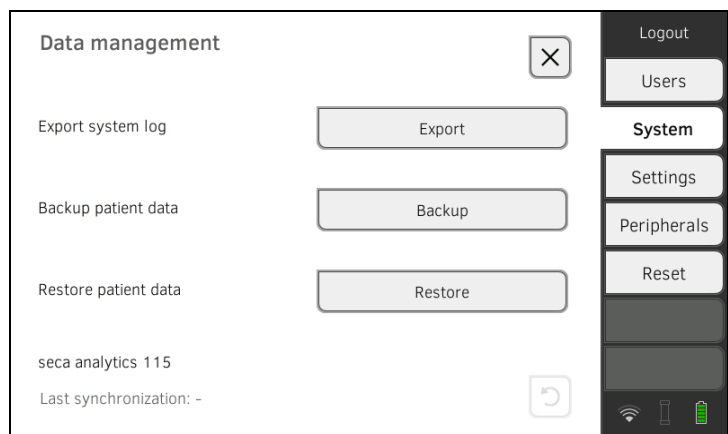 Data management
Export system log
Export
Backup patient data
Backup
Restore patient data
Restore
seca analytics 115
Last synchronization: -
Logout
Users
System
Settings
Peripherals
Reset